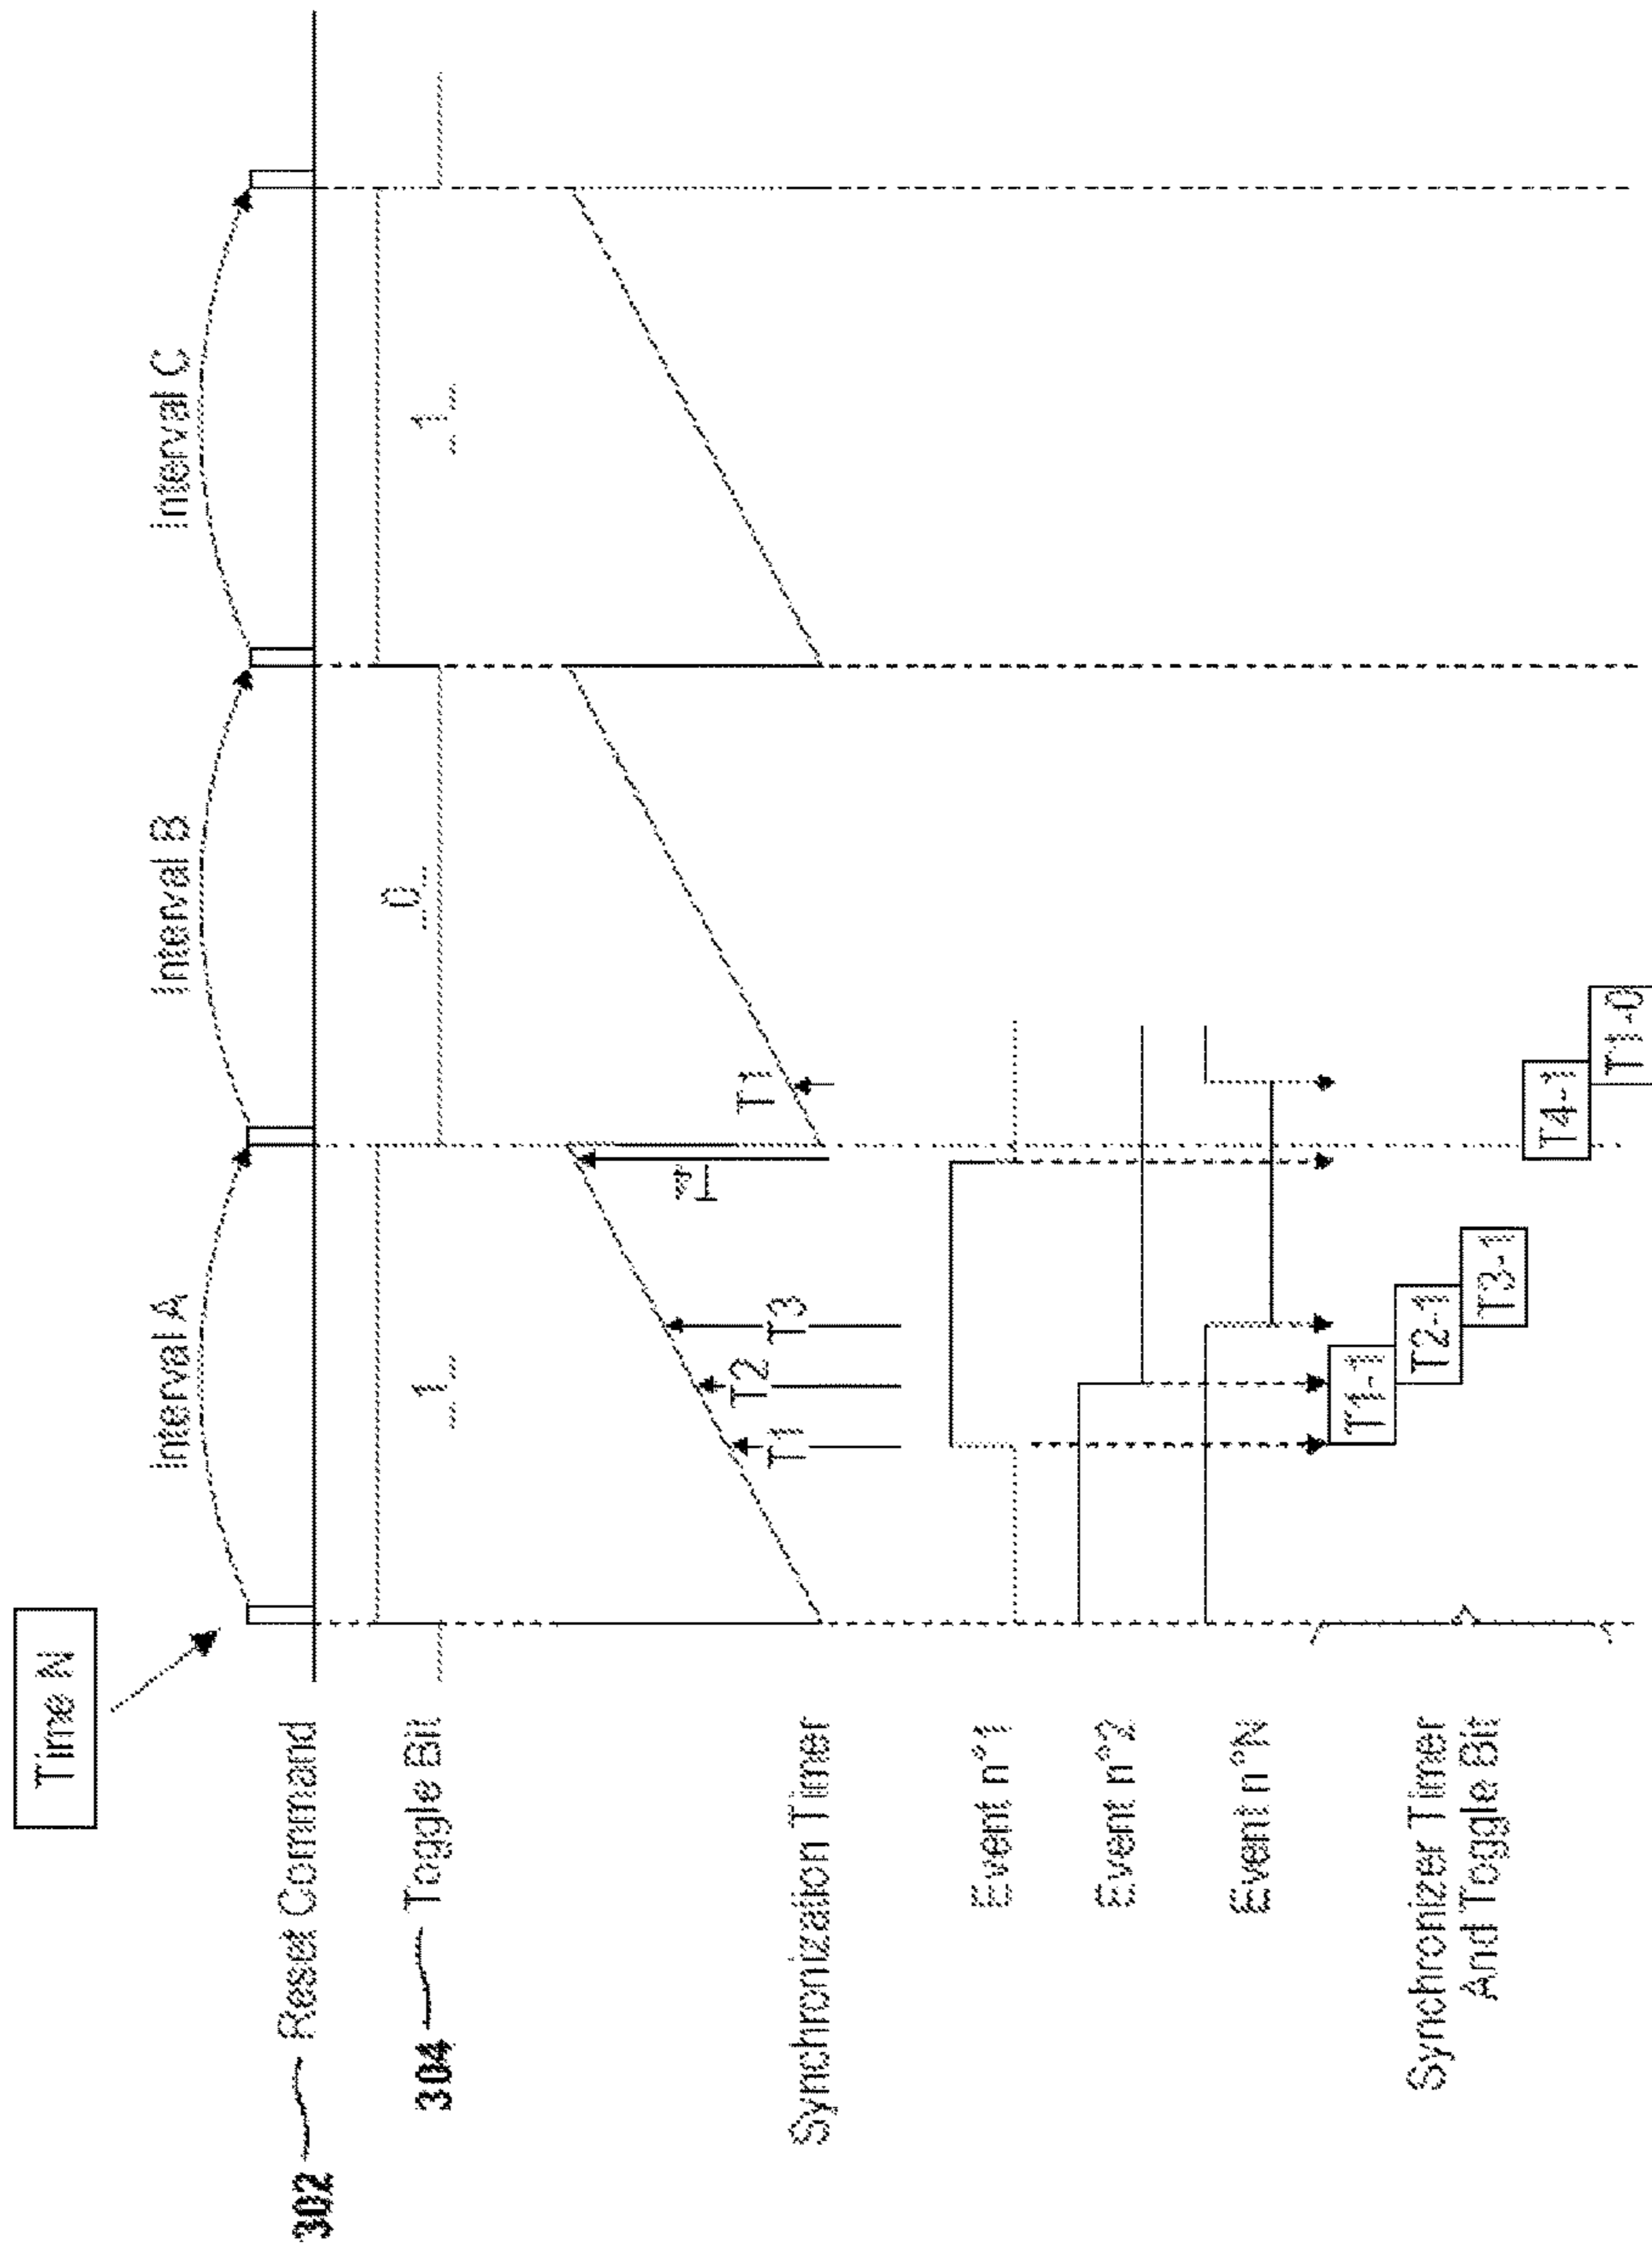 Time N
Interval A
Interval B
Interval C
302 Reset Command
304 Toggle Bit
1
0
1
Synchronization Timer
T1
T2
T3
T4
T1
Event n°1
Event n°2
Event n°N
Synchronizer Timer
And Toggle Bit
T1-1
T2-1
T3-1
T4-1
T1-0